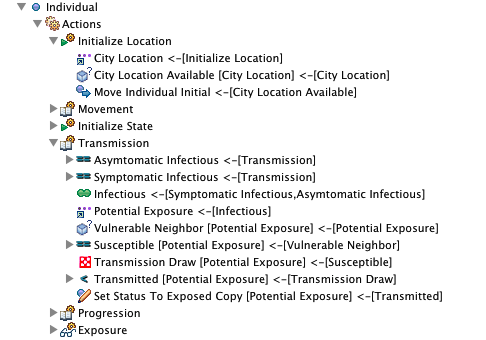 Individual
Actions
Initialize Location
City Location <-[Initialize Location]
City Location Available [City Location] <-[City Location]
Move Individual Initial <-[City Location Available]
Movement
Initialize State
Transmission
Asymtomatic Infectious <-[Transmission]
Symptomatic Infectious <-[Transmission]
Infectious <-[Symptomatic Infectious,Asymtomatic Infectious]
Potential Exposure <-[Infectious]
Vulnerable Neighbor [Potential Exposure] <-[Potential Exposure]
Susceptible [Potential Exposure] <-[Vulnerable Neighbor]
Transmission Draw [Potential Exposure] <-[Susceptible]
Transmitted [Potential Exposure] <-[Transmission Draw]
Set Status To Exposed Copy [Potential Exposure] <-[Transmitted]
Progression
Exposure